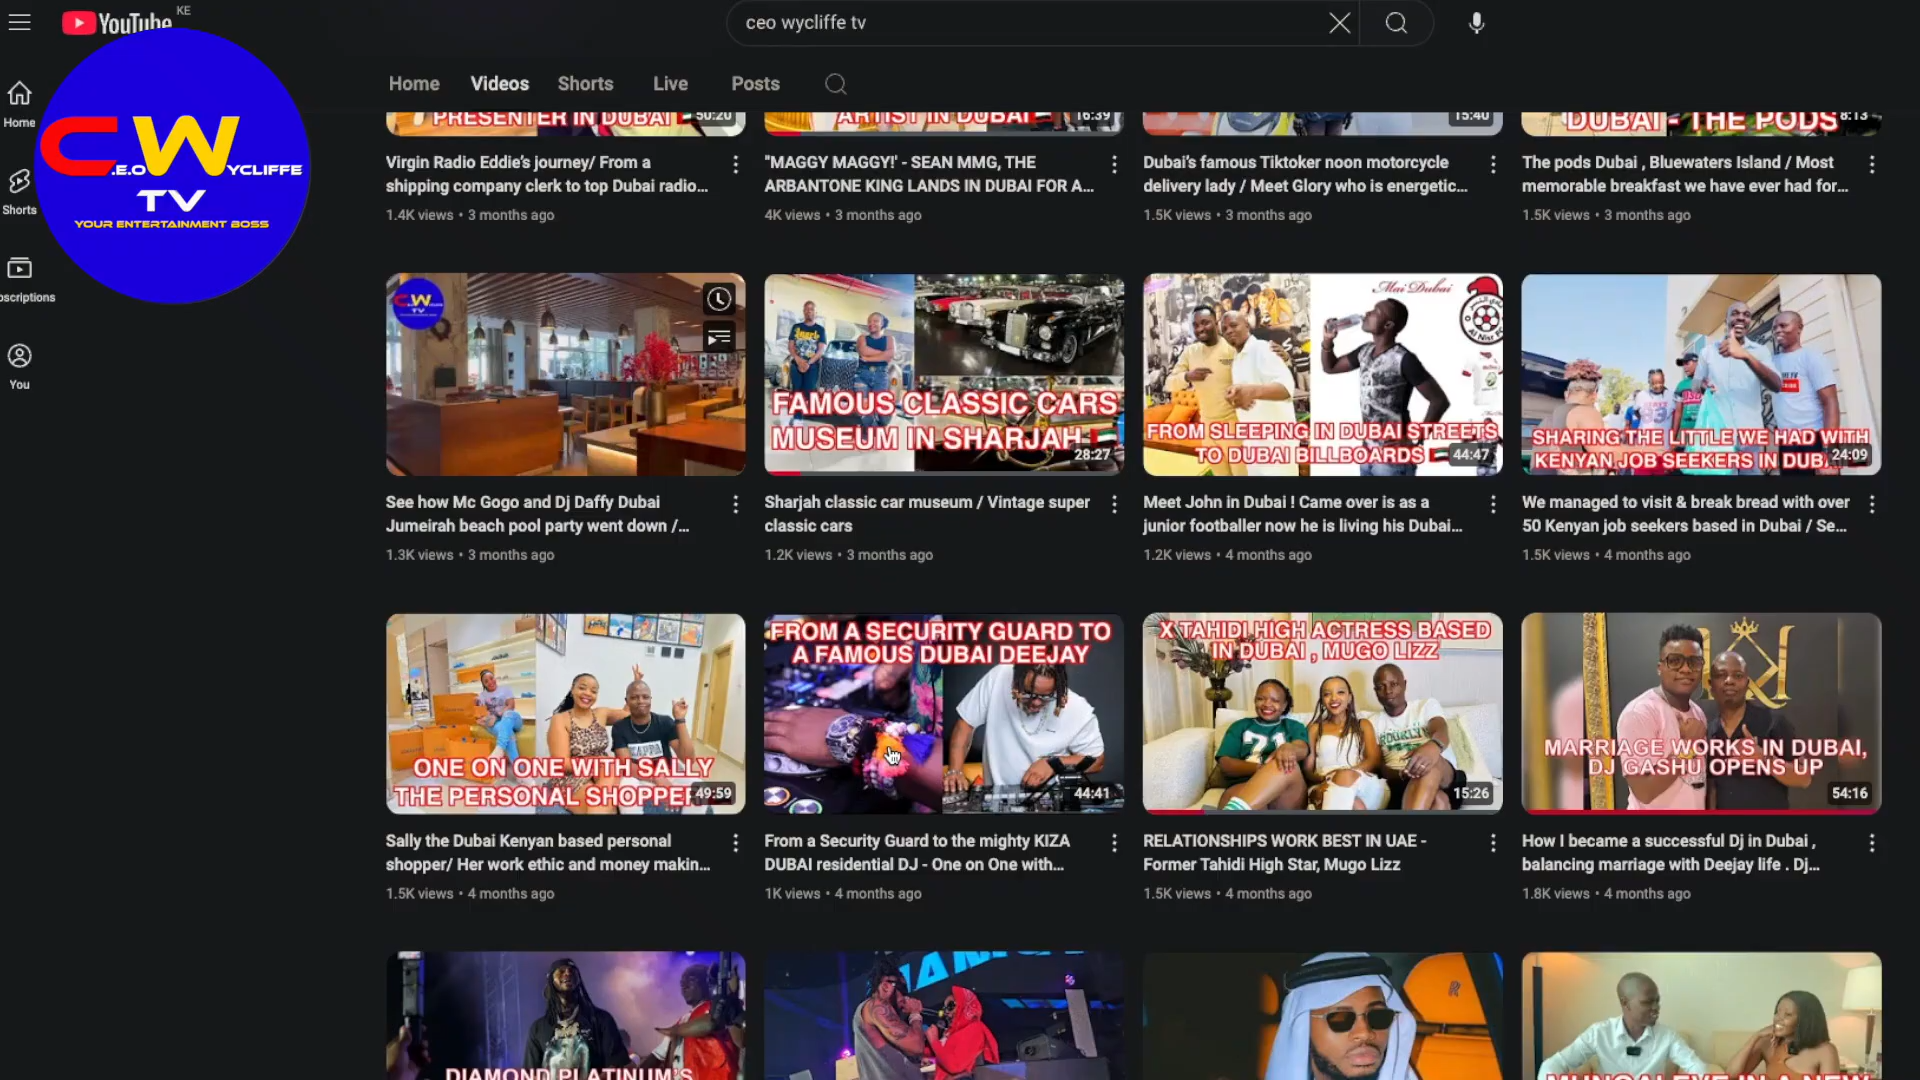 YouTube KE
ceo wycliffe tv
Home
Videos
Shorts
Live
Posts
Home
Shorts
bscriptions
You
C.E.O WYCLIFFE
TV
YOUR ENTERTAINMENT BOSS
PRESENTER IN DUBAI
50:20
Virgin Radio Eddie's journey/ From a
shipping company clerk to top Dubai radio...
1.4K views • 3 months ago
ARTIST IN DUBAI
16:39
"MAGGY MAGGY!' - SEAN MMG, THE
ARBANTONE KING LANDS IN DUBAI FOR A...
4K views • 3 months ago
15:40
Dubai's famous Tiktoker noon motorcycle
delivery lady / Meet Glory who is energetic...
1.5K views • 3 months ago
DUBAI - THE PODS
8:13
The pods Dubai , Bluewaters Island / Most
memorable breakfast we have ever had for...
1.5K views • 3 months ago
CW
TV
See how Mc Gogo and Dj Daffy Dubai
Jumeirah beach pool party went down /...
1.3K views • 3 months ago
FAMOUS CLASSIC CARS
MUSEUM IN SHARJAH
28:27
Sharjah classic car museum / Vintage super
classic cars
1.2K views • 3 months ago
Mai Dubai
FROM SLEEPING IN DUBAI STREETS
TO DUBAI BILLBOARDS
44:47
Meet John in Dubai ! Came over is as a
junior footballer now he is living his Dubai...
1.2K views • 4 months ago
SHARING THE LITTLE WE HAD WITH
KENYAN JOB SEEKERS IN DUB
24:09
We managed to visit & break bread with over
50 Kenyan job seekers based in Dubai / Se...
1.5K views • 4 months ago
KAPPA
ONE ON ONE WITH SALLY
THE PERSONAL SHOPPER
49:59
Sally the Dubai Kenyan based personal
shopper/ Her work ethic and money makin...
1.5K views • 4 months ago
FROM A SECURITY GUARD TO
A FAMOUS DUBAI DEEJAY
44:41
From a Security Guard to the mighty KIZA
DUBAI residential DJ - One on One with...
1K views • 4 months ago
X TAHIDI HIGH ACTRESS BASED
IN DUBAI , MUGO LIZZ
71
BROOKLYN
15:26
RELATIONSHIPS WORK BEST IN UAE -
Former Tahidi High Star, Mugo Lizz
1.5K views • 4 months ago
MARRIAGE WORKS IN DUBAI,
DJ GASHU OPENS UP
54:16
How I became a successful Dj in Dubai ,
balancing marriage with Deejay life . Dj...
1.8K views • 4 months ago
DIAMOND PLATINUM'S